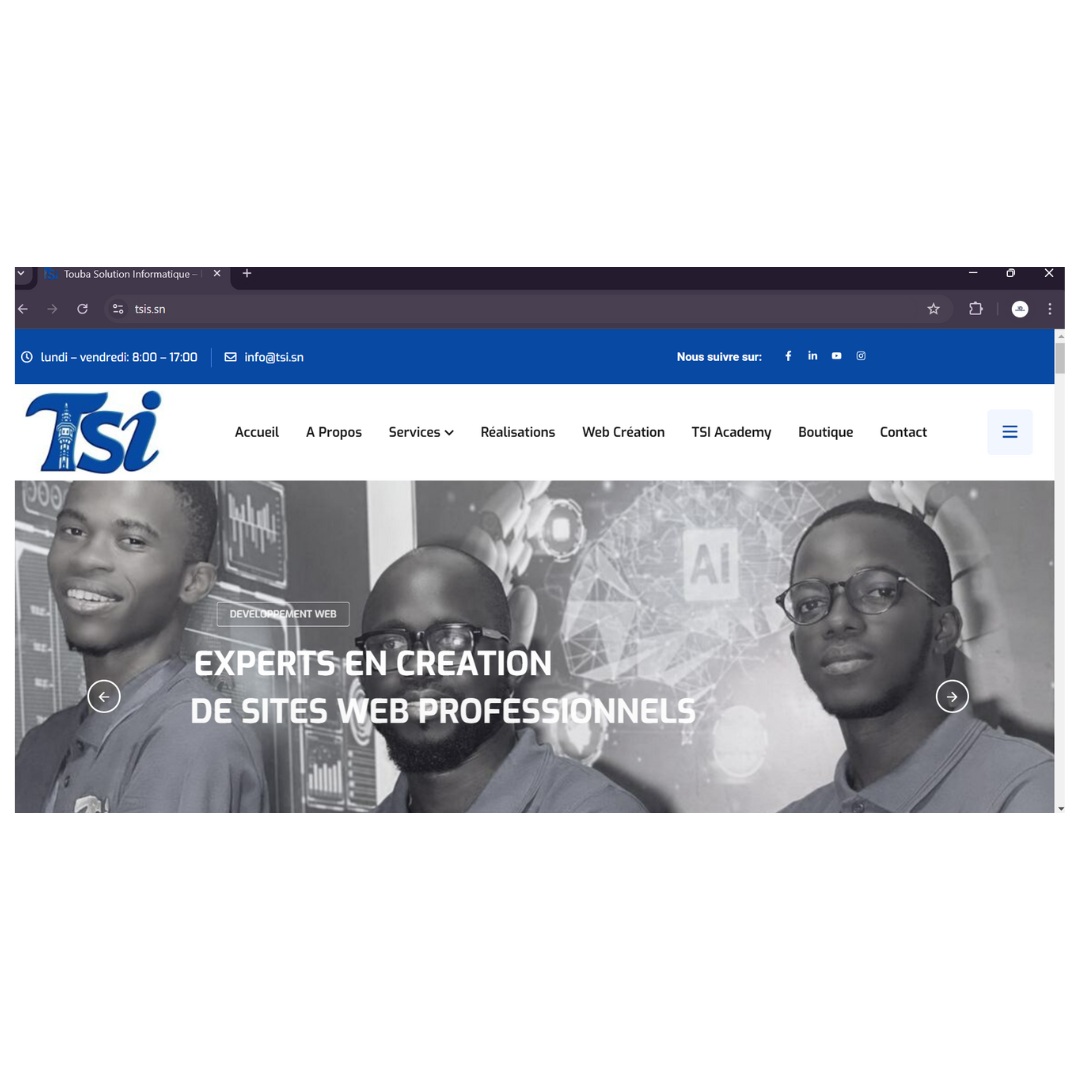 Touba Solution Informatique –
tsis.sn
lundi – vendredi: 8:00 – 17:00
info@tsi.sn
Nous suivre sur:
Tsi
Accueil
A Propos
Services
Réalisations
Web Création
TSI Academy
Boutique
Contact
AI
DEVELOPPEMENT WEB
EXPERTS EN CREATION
DE SITES WEB PROFESSIONNELS